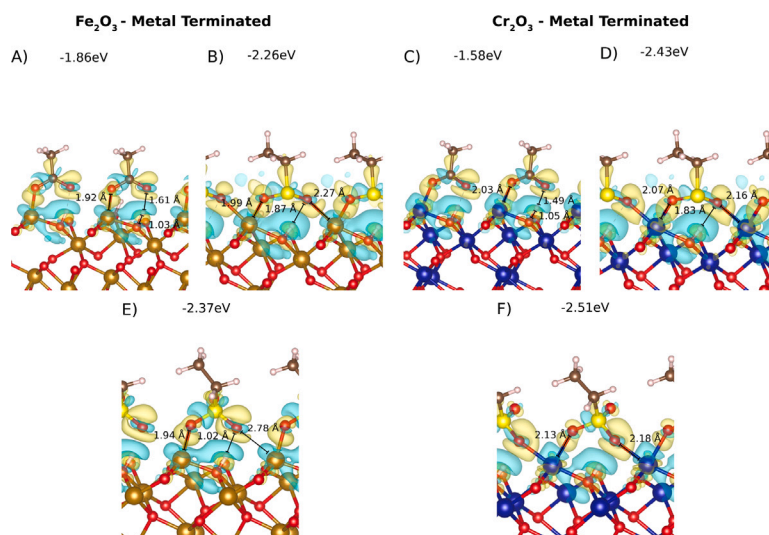 Fe₂O₃ - Metal Terminated
Cr₂O₃ - Metal Terminated
A) -1.86eV
B) -2.26eV
C) -1.58eV
D) -2.43eV
1.92 Å
1.61 Å
1.03 Å
1.99 Å
1.87 Å
2.27 Å
2.03 Å
1.49 Å
1.05 Å
2.07 Å
1.83 Å
2.16 Å
E) -2.37eV
F) -2.51eV
1.94 Å
1.02 Å
2.78 Å
2.13 Å
2.18 Å